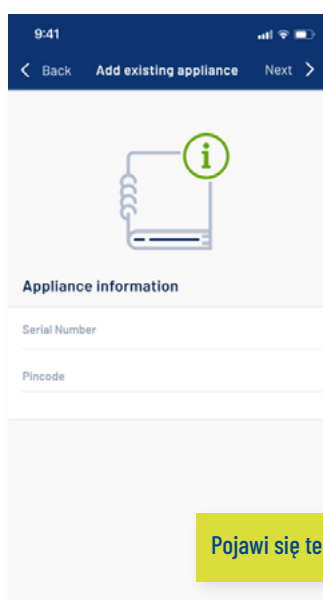 9:41
Back Add existing appliance Next
i
Appliance information
Serial Number
Pincode
Pojawi się te